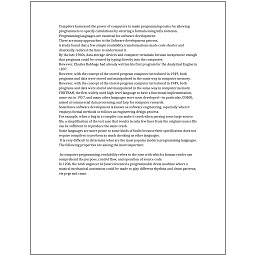 Computers harnessed the power of computers to make programming easier by allowing
programmers to specify calculations by entering a formula using infix notation.
Programming languages are essential for software development.
There are many approaches to the Software development process.
A study found that a few simple readability transformations made code shorter and
drastically reduced the time to understand it.
By the late 1960s, data storage devices and computer terminals became inexpensive enough
that programs could be created by typing directly into the computers.
However, Charles Babbage had already written his first program for the Analytical Engine in
1837.
However, with the concept of the stored-program computer introduced in 1949, both
programs and data were stored and manipulated in the same way in computer memory.
However, with the concept of the stored-program computer introduced in 1949, both
programs and data were stored and manipulated in the same way in computer memory.
FORTRAN, the first widely used high-level language to have a functional implementation,
came out in 1957, and many other languages were soon developed—in particular, COBOL
aimed at commercial data processing, and Lisp for computer research.
Sometimes software development is known as software engineering, especially when it
employs formal methods or follows an engineering design process.
For example, when a bug in a compiler can make it crash when parsing some large source
file, a simplification of the test case that results in only few lines from the original source file
can be sufficient to reproduce the same crash.
Some languages are more prone to some kinds of faults because their specification does not
require compilers to perform as much checking as other languages.
It is very difficult to determine what are the most popular modern programming languages.
The following properties are among the most important:

In computer programming, readability refers to the ease with which a human reader can
comprehend the purpose, control flow, and operation of source code.
In 1206, the Arab engineer Al-Jazari invented a programmable drum machine where a
musical mechanical automaton could be made to play different rhythms and drum patterns,
via pegs and cams.